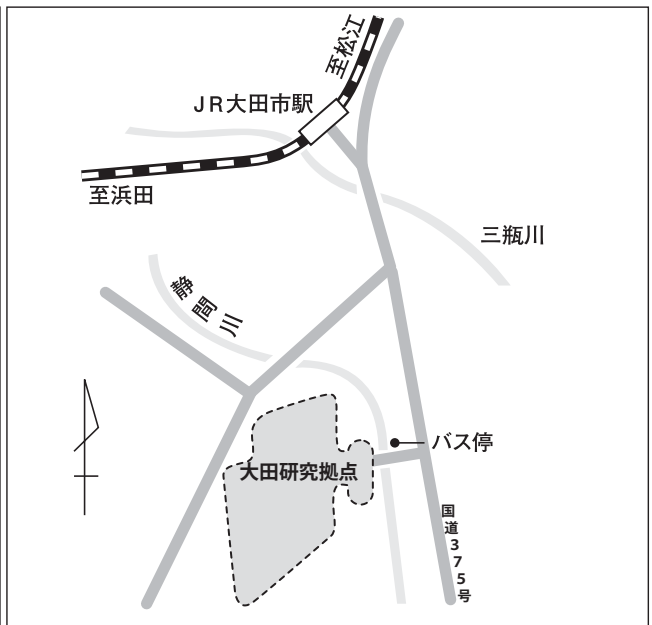 至松江
JR大田市駅
至浜田
三瓶川
静間川
バス停
大田研究拠点
国道375号